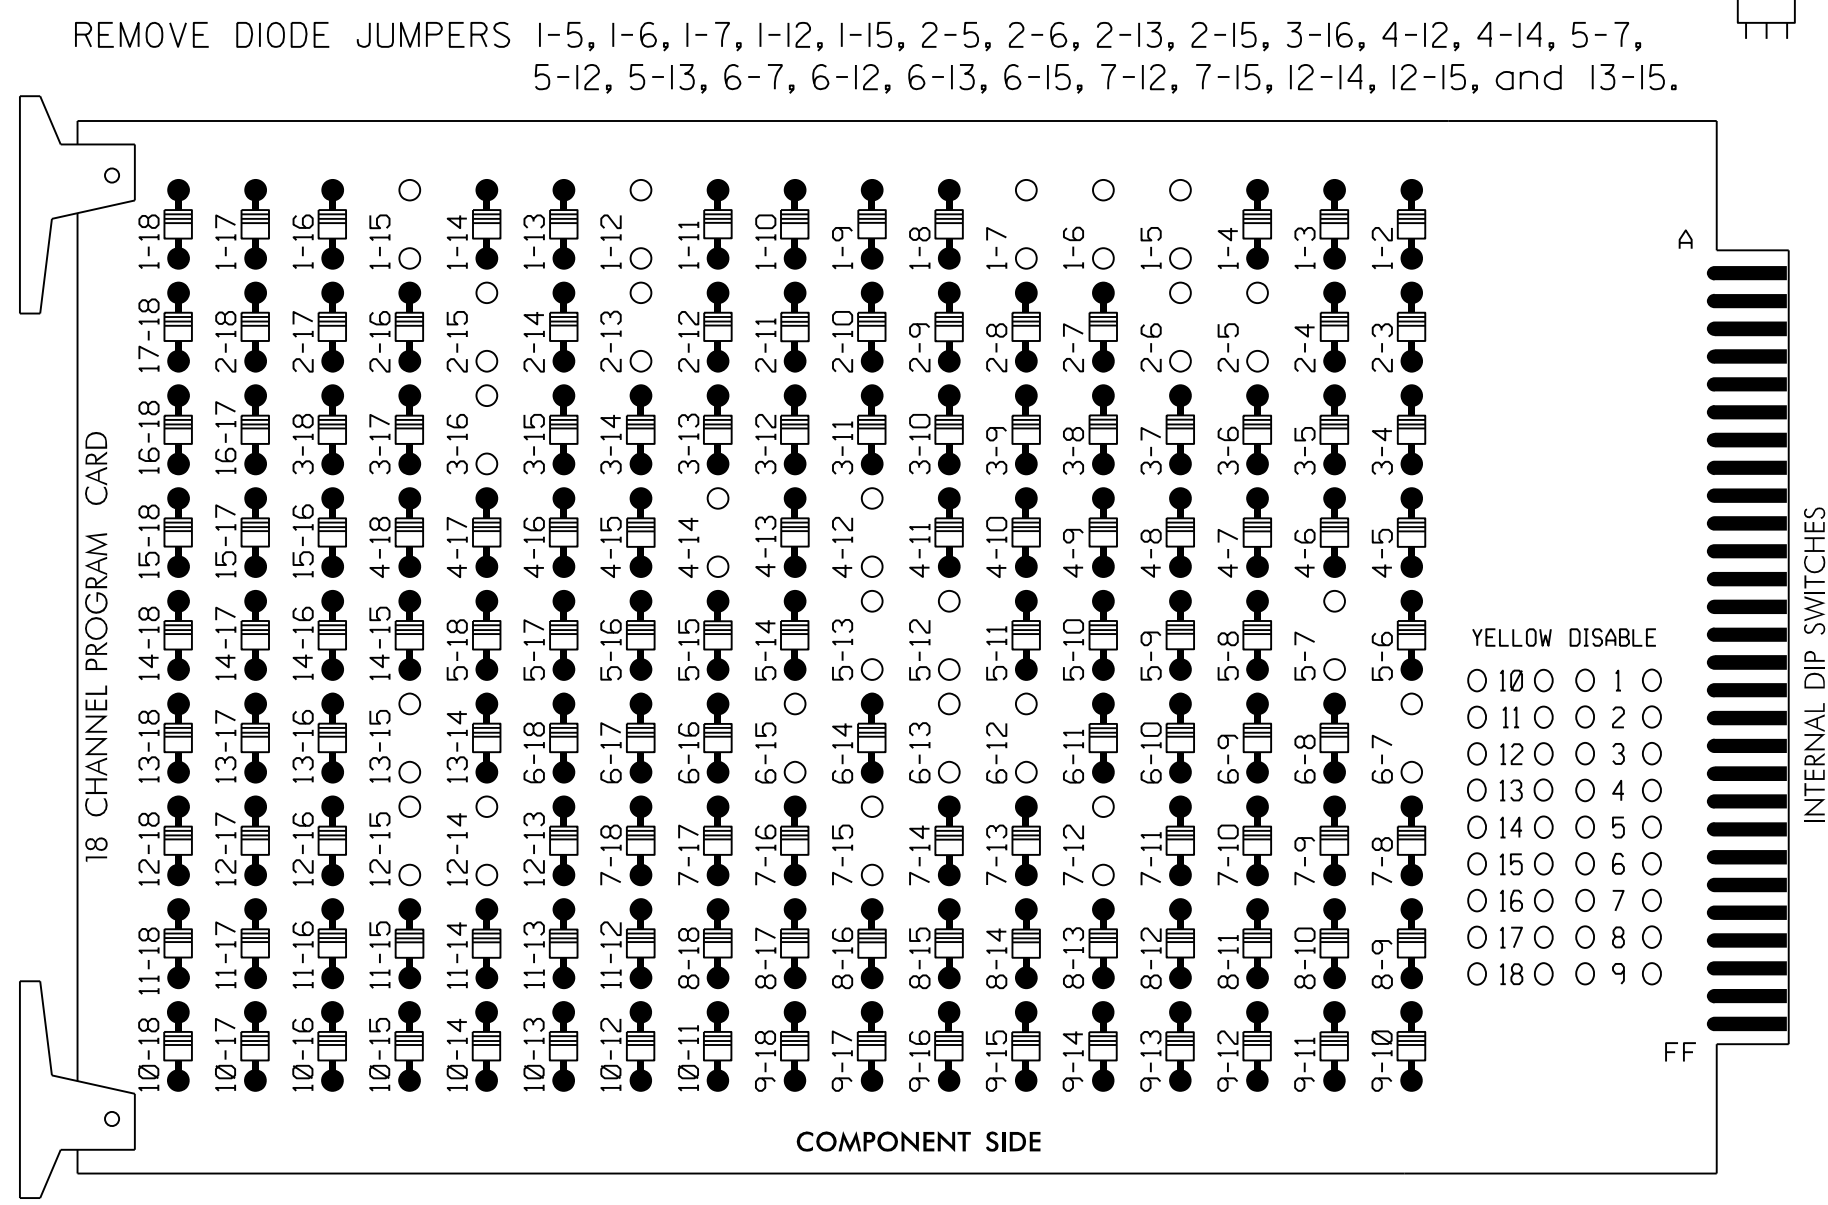 REMOVE DIODE JUMPERS 1-5, 1-6, 1-7, 1-12, 1-15, 2-5, 2-6, 2-13, 2-15, 3-16, 4-12, 4-14, 5-7,
5-12, 5-13, 6-7, 6-12, 6-13, 6-15, 7-12, 7-15, 12-14, 12-15, and 13-15.
18 CHANNEL PROGRAM CARD
1-18 1-17 1-16 1-15 1-14 1-13 1-12 1-11 1-10 1-9 1-8 1-7 1-6 1-5 1-4 1-3 1-2
17-18 2-18 2-17 2-16 2-15 2-14 2-13 2-12 2-11 2-10 2-9 2-8 2-7 2-6 2-5 2-4 2-3
16-18 16-17 3-18 3-17 3-16 3-15 3-14 3-13 3-12 3-11 3-10 3-9 3-8 3-7 3-6 3-5 3-4
15-18 15-17 15-16 4-18 4-17 4-16 4-15 4-14 4-13 4-12 4-11 4-10 4-9 4-8 4-7 4-6 4-5
14-18 14-17 14-16 14-15 5-18 5-17 5-16 5-15 5-14 5-13 5-12 5-11 5-10 5-9 5-8 5-7 5-6
13-18 13-17 13-16 13-15 13-14 6-18 6-17 6-16 6-15 6-14 6-13 6-12 6-11 6-10 6-9 6-8 6-7
12-18 12-17 12-16 12-15 12-14 12-13 7-18 7-17 7-16 7-15 7-14 7-13 7-12 7-11 7-10 7-9 7-8
11-18 11-17 11-16 11-15 11-14 11-13 11-12 8-18 8-17 8-16 8-15 8-14 8-13 8-12 8-11 8-10 8-9
10-18 10-17 10-16 10-15 10-14 10-13 10-12 10-11 9-18 9-17 9-16 9-15 9-14 9-13 9-12 9-11 9-10
A
YELLOW DISABLE
10 1
11 2
12 3
13 4
14 5
15 6
16 7
17 8
18 9
FF
INTERNAL DIP SWITCHES
COMPONENT SIDE